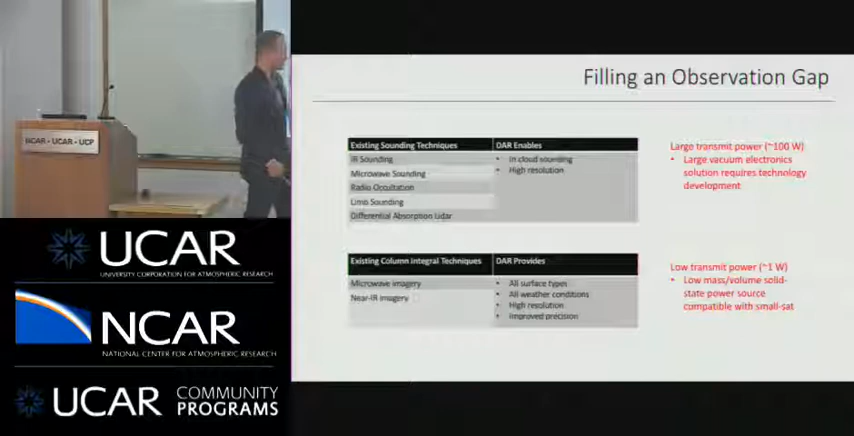 NCAR - UCAR - UCP
UCAR
UNIVERSITY CORPORATION FOR ATMOSPHERIC RESEARCH
NCAR
NATIONAL CENTER FOR ATMOSPHERIC RESEARCH
UCAR COMMUNITY
PROGRAMS
Filling an Observation Gap
Existing Sounding Techniques DAR Enables
IR Sounding • In cloud sounding
Microwave Sounding • High resolution
Radio Occultation
Limb Sounding
Differential Absorption Lidar
Large transmit power (~100 W)
• Large vacuum electronics
solution requires technology
development
Existing Column Integral Techniques DAR Provides
Microwave imagery • All surface types
Near-IR imagery • All weather conditions
• High resolution
• Improved precision
Low transmit power (~1 W)
• Low mass/volume solid-
state power source
compatible with small-sat